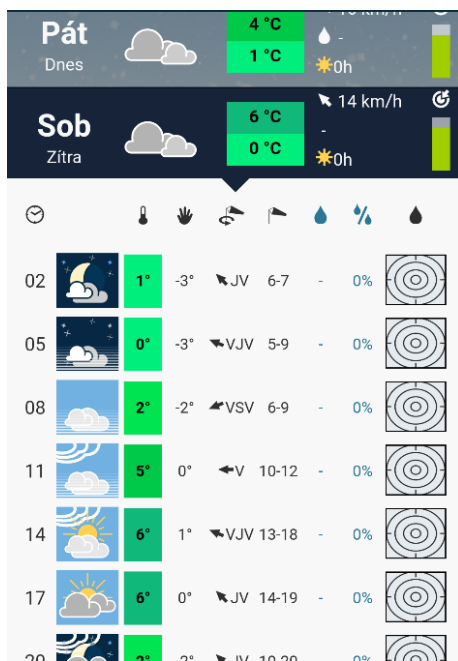 Pát
Dnes
4 °C
1 °C
-
0h
Sob
Zítra
6 °C
0 °C
14 km/h
-
0h
02 1° -3° JV 6-7 - 0%
05 0° -3° VJV 5-9 - 0%
08 2° -2° VSV 6-9 - 0%
11 5° 0° V 10-12 - 0%
14 6° 1° VJV 13-18 - 0%
17 6° 0° JV 14-19 - 0%